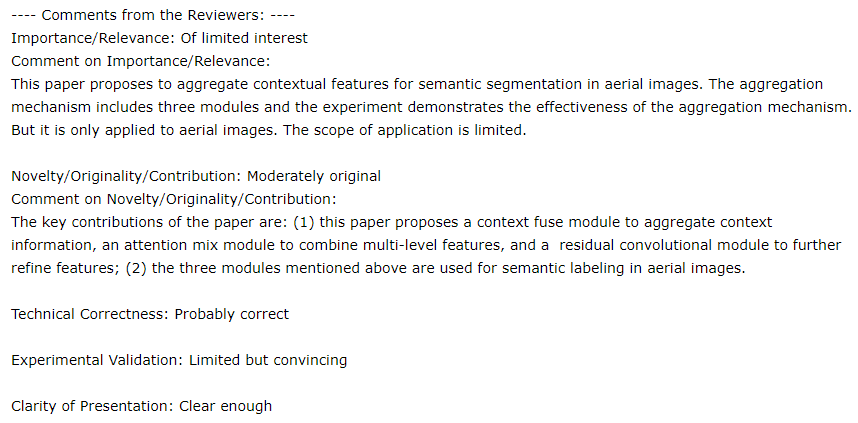 ---- Comments from the Reviewers: ----
Importance/Relevance: Of limited interest
Comment on Importance/Relevance:
This paper proposes to aggregate contextual features for semantic segmentation in aerial images. The aggregation
mechanism includes three modules and the experiment demonstrates the effectiveness of the aggregation mechanism.
But it is only applied to aerial images. The scope of application is limited.
Novelty/Originality/Contribution: Moderately original
Comment on Novelty/Originality/Contribution:
The key contributions of the paper are: (1) this paper proposes a context fuse module to aggregate context
information, an attention mix module to combine multi-level features, and a  residual convolutional module to further
refine features; (2) the three modules mentioned above are used for semantic labeling in aerial images.
Technical Correctness: Probably correct
Experimental Validation: Limited but convincing
Clarity of Presentation: Clear enough